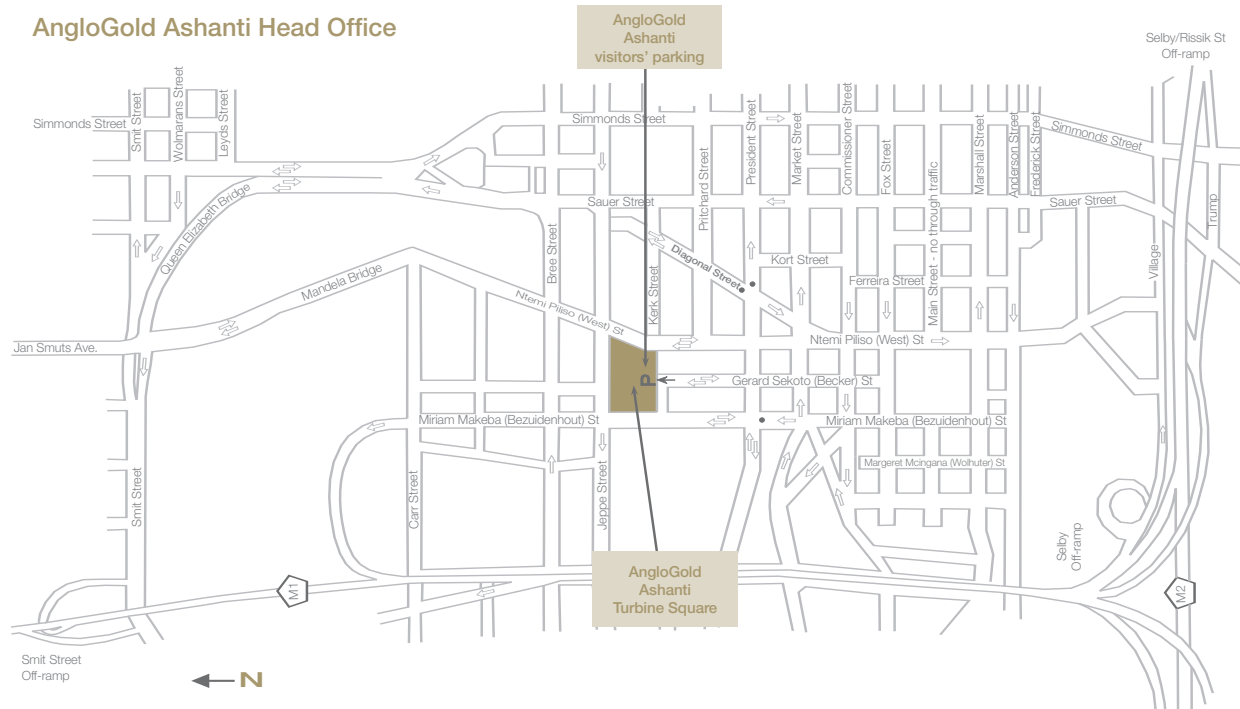 AngloGold Ashanti Head Office
AngloGold
Ashanti
visitors' parking
Selby/Rissik St
Off-ramp
Simmonds Street
Smit Street
Wolmarans Street
Leyds Street
Simmonds Street
President Street
Market Street
Commissioner Street
Fox Street
Marshall Street
Anderson Street
Frederick Street
Simmonds Street
Pritchard Street
Main Street - no through traffic
Sauer Street
Sauer Street
Trump
Village
Queen Elizabeth Bridge
Mandela Bridge
Bree Street
Diagonal Street
Kort Street
Ferreira Street
Kerk Street
Ntemi Piliso (West) St
Ntemi Piliso (West) St
Jan Smuts Ave.
P
Gerard Sekoto (Becker) St
Miriam Makeba (Bezuidenhout) St
Miriam Makeba (Bezuidenhout) St
Margeret Mcingana (Wolhuter) St
Smit Street
Carr Street
Jeppe Street
Selby
Off-ramp
AngloGold
Ashanti
Turbine Square
M1
M2
Smit Street
Off-ramp
N